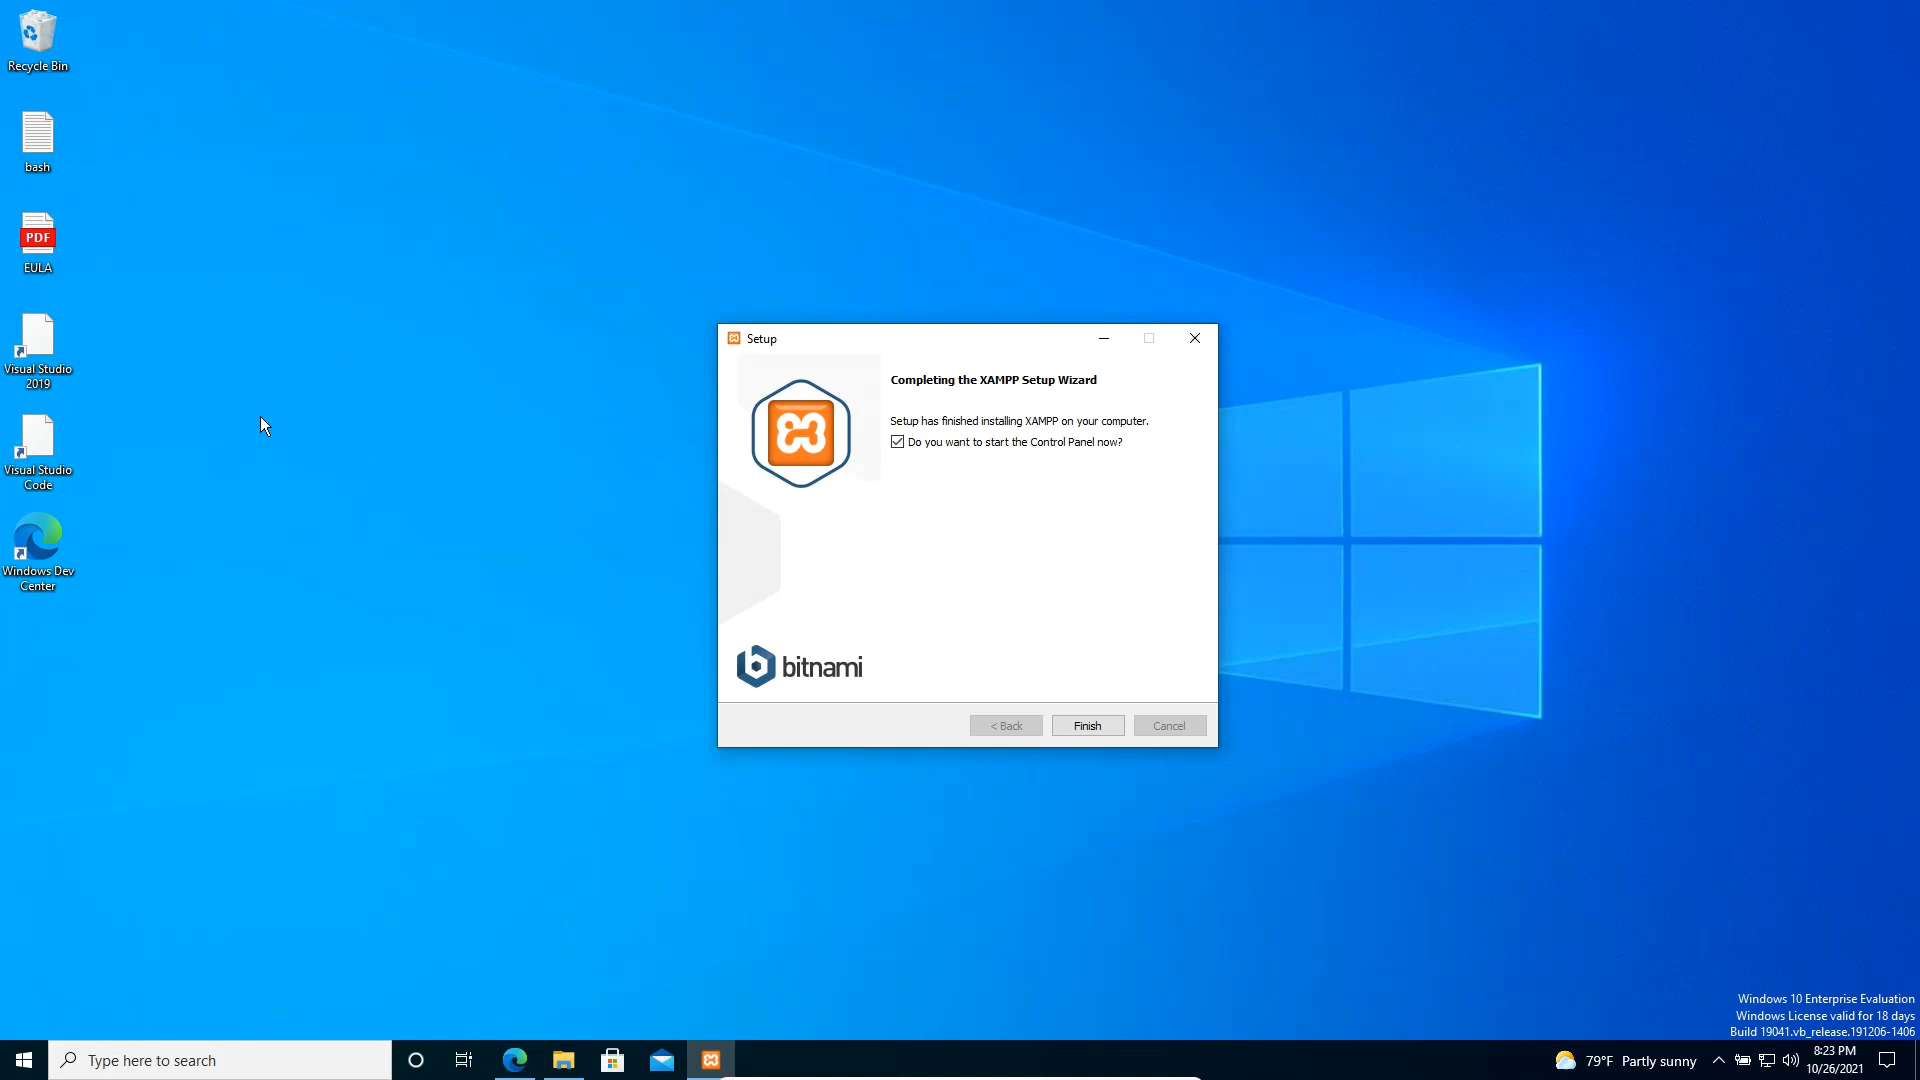 Recycle Bin
bash
PDF
EULA
Visual Studio
2019
Visual Studio
Code
Windows Dev
Center
Setup
Completing the XAMPP Setup Wizard
Setup has finished installing XAMPP on your computer.
Do you want to start the Control Panel now?
bitnami
< Back
Finish
Cancel
Windows 10 Enterprise Evaluation
Windows License valid for 18 days
Build 19041.vb_release.191206-1406
Type here to search
79°F Partly sunny
8:23 PM
10/26/2021